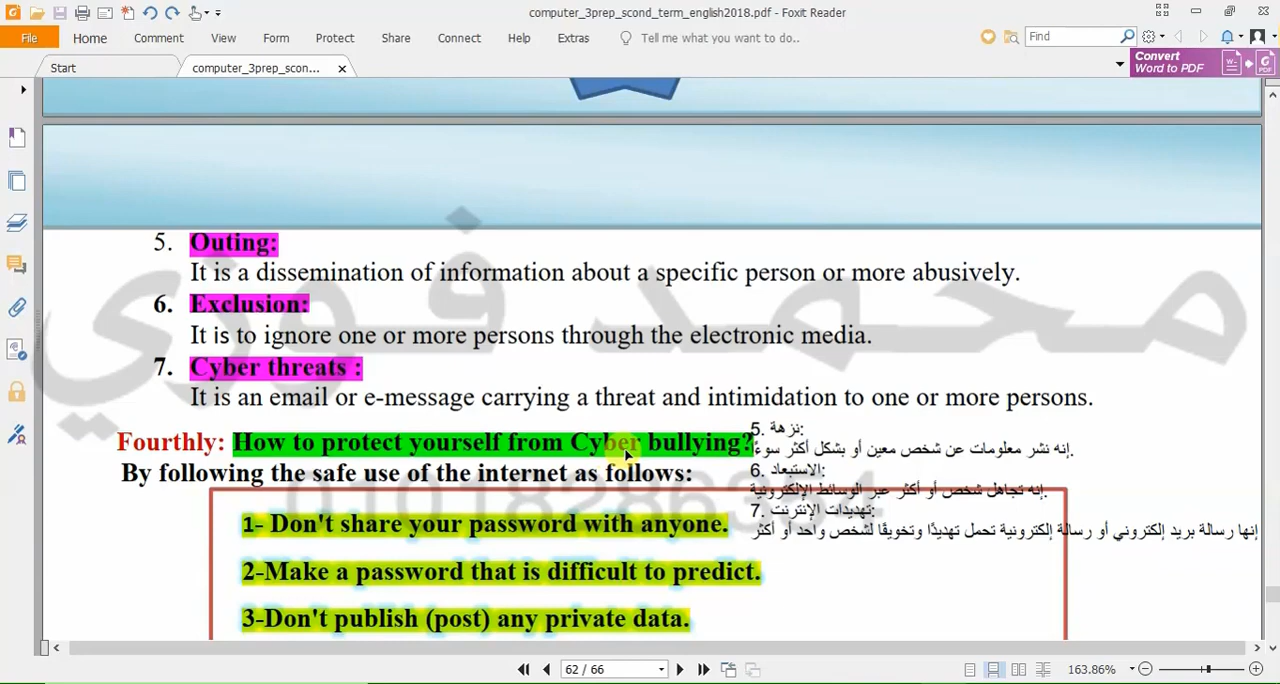 computer_3prep_scond_term_english2018.pdf - Foxit Reader
File Home Comment View Form Protect Share Connect Help Extras Tell me what you want to do.. Find
Start computer_3prep_scon... Convert
Word to PDF
5. Outing:
It is a dissemination of information about a specific person or more abusively.
6. Exclusion:
It is to ignore one or more persons through the electronic media.
7. Cyber threats :
It is an email or e-message carrying a threat and intimidation to one or more persons.
محمد فوزي
01018286354
Fourthly: How to protect yourself from Cyber bullying?
By following the safe use of the internet as follows:
5. نزهة:
إنه نشر معلومات عن شخص معين أو بشكل أكثر سوءًا.
6. الاستبعاد:
إنه تجاهل شخص أو أكثر عبر الوسائط الإلكترونية.
7. تهديدات الإنترنت:
إنها رسالة بريد إلكتروني أو رسالة إلكترونية تحمل تهديدًا وتخويفًا لشخص واحد أو أكثر
1- Don't share your password with anyone.
2-Make a password that is difficult to predict.
3-Don't publish (post) any private data.
62 / 66
163.86%